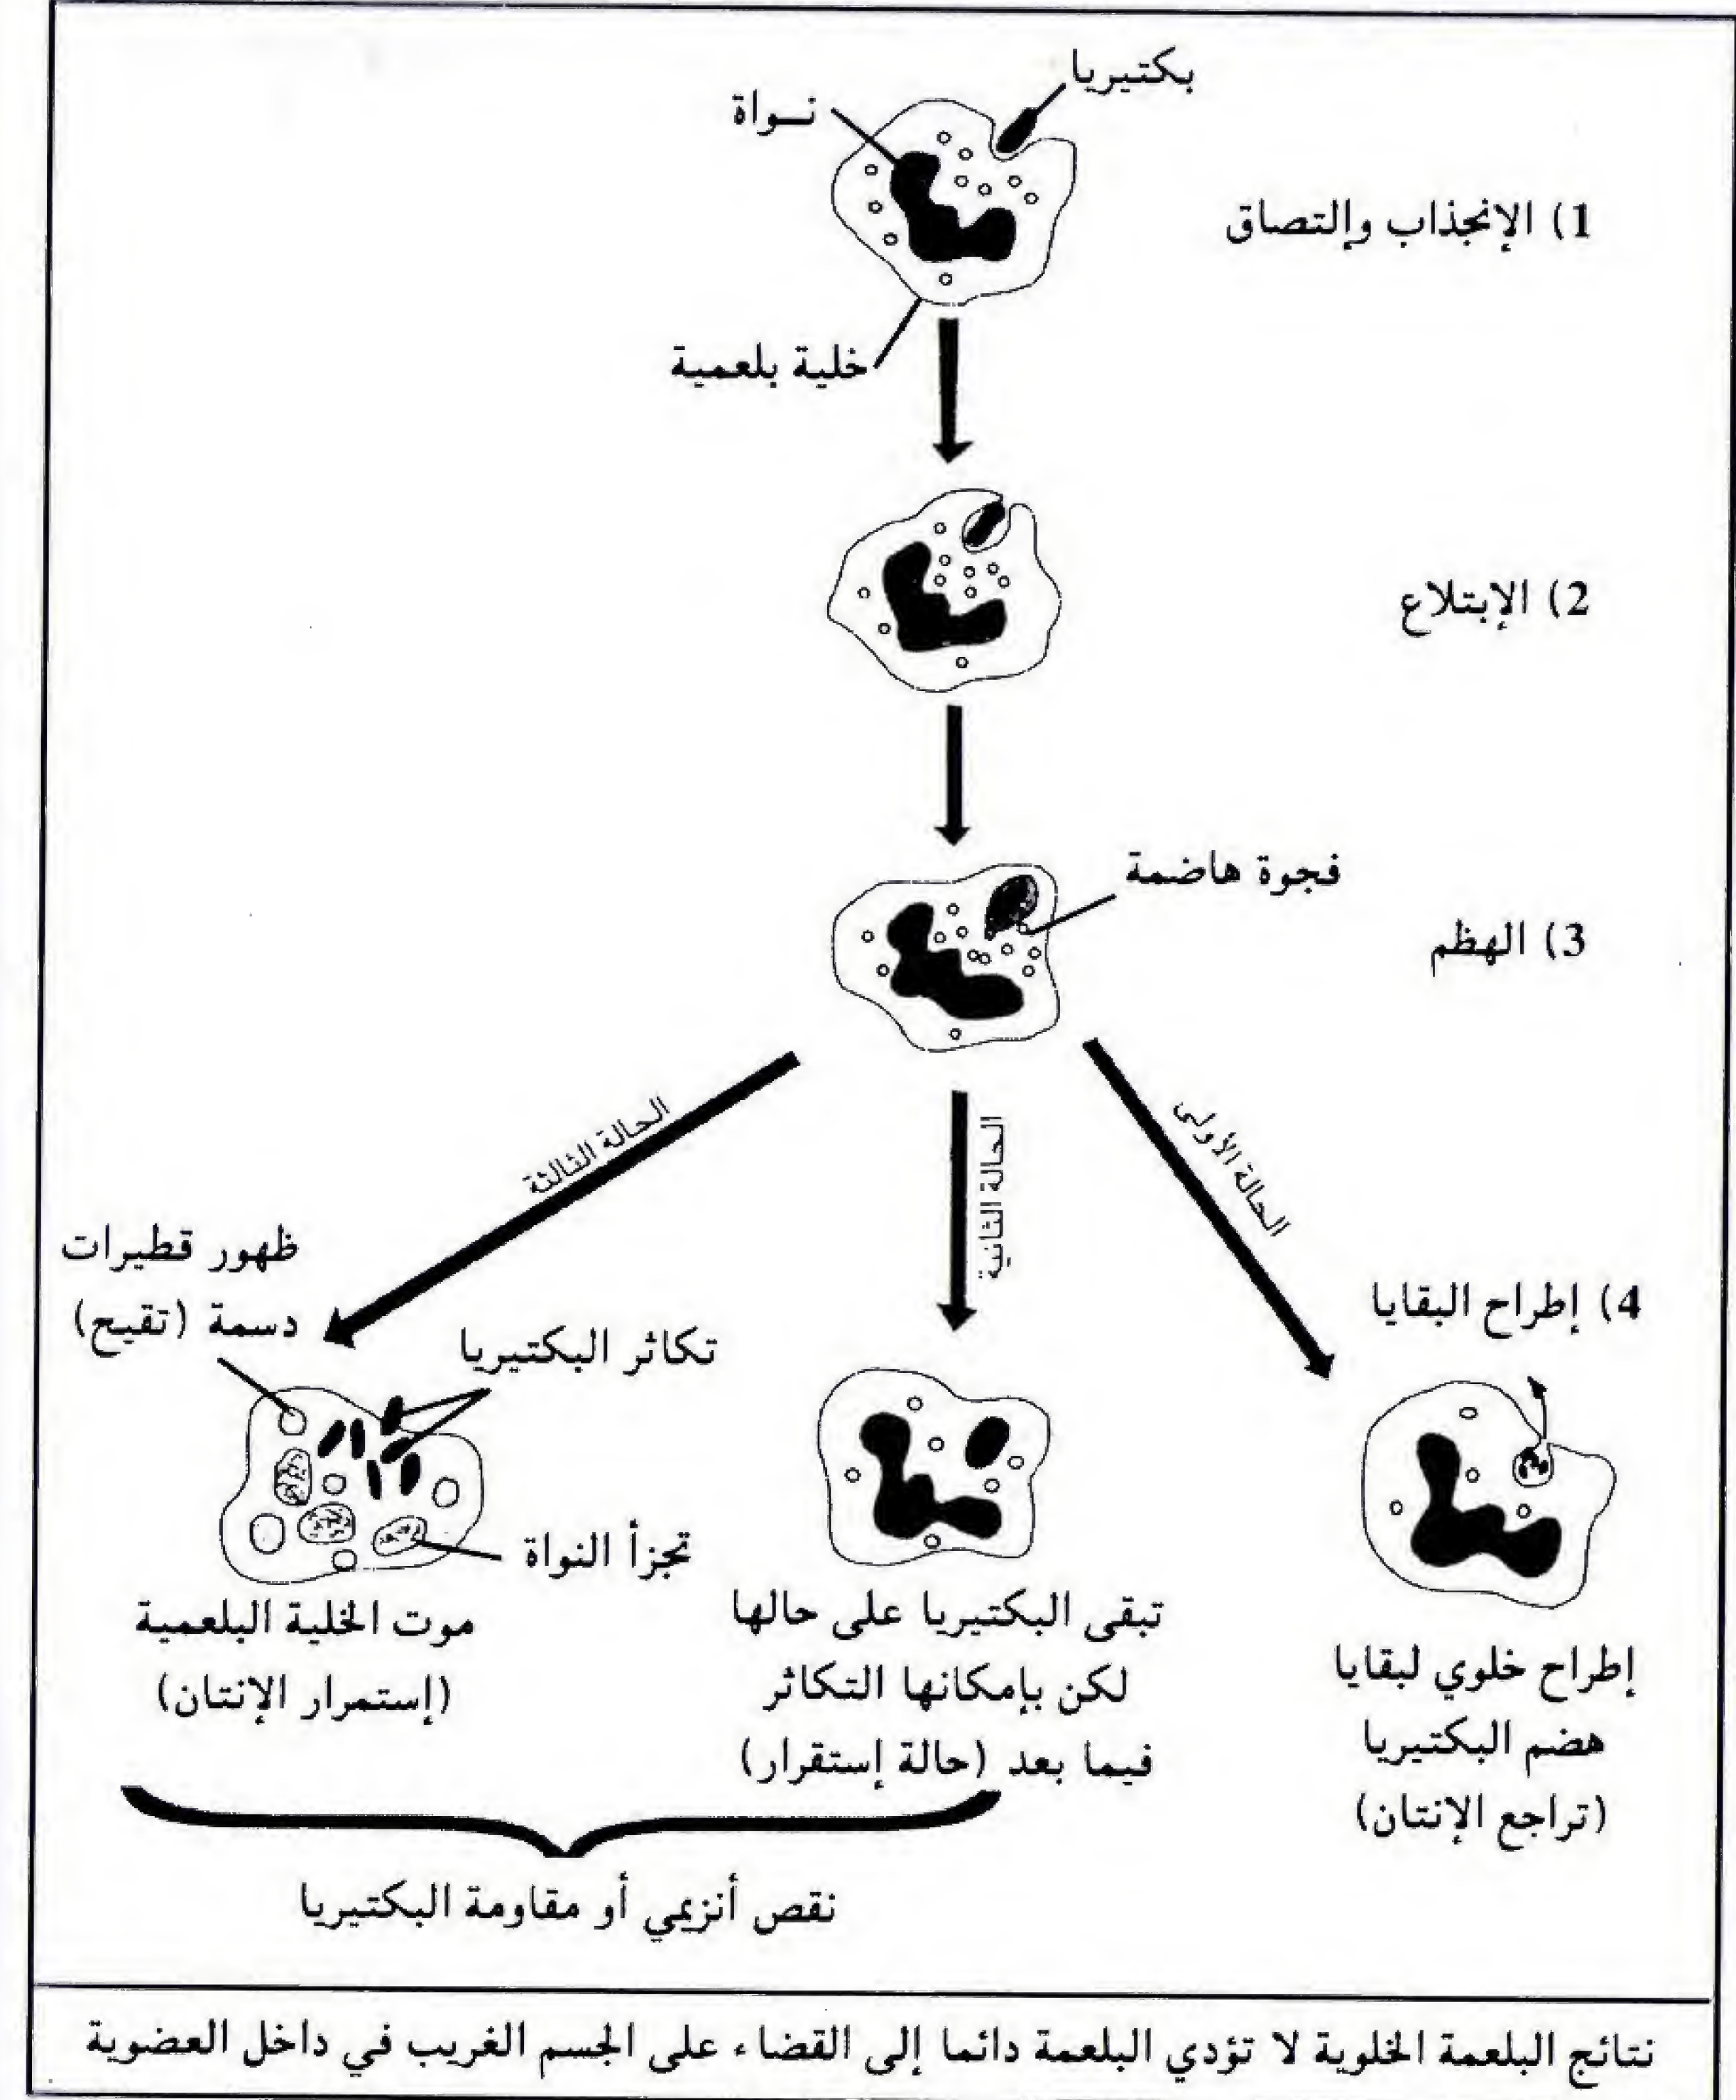 بكتيريا
نـواة
1) الإنجذاب وإلتصاق
خلية بلعمية
2) الإبتلاع
فجوة هاضمة
3) الهظم
الحالة الأولى
الحالة الثانية
الحالة الثالثة
4) إطراح البقايا
ظهور قطيرات
دسمة (تقيح)
تكاثر البكتيريا
تجزأ النواة
إطراح خلوي لبقايا
هضم البكتيريا
(تراجع الإنتان)
تبقى البكتيريا على حالها
لكن بإمكانها التكاثر
فيما بعد (حالة إستقرار)
موت الخلية البلعمية
(إستمرار الإنتان)
نقص أنزيمي أو مقاومة البكتيريا
نتائج البلعمة الخلوية لا تؤدي البلعمة دائما إلى القضاء على الجسم الغريب في داخل العضوية